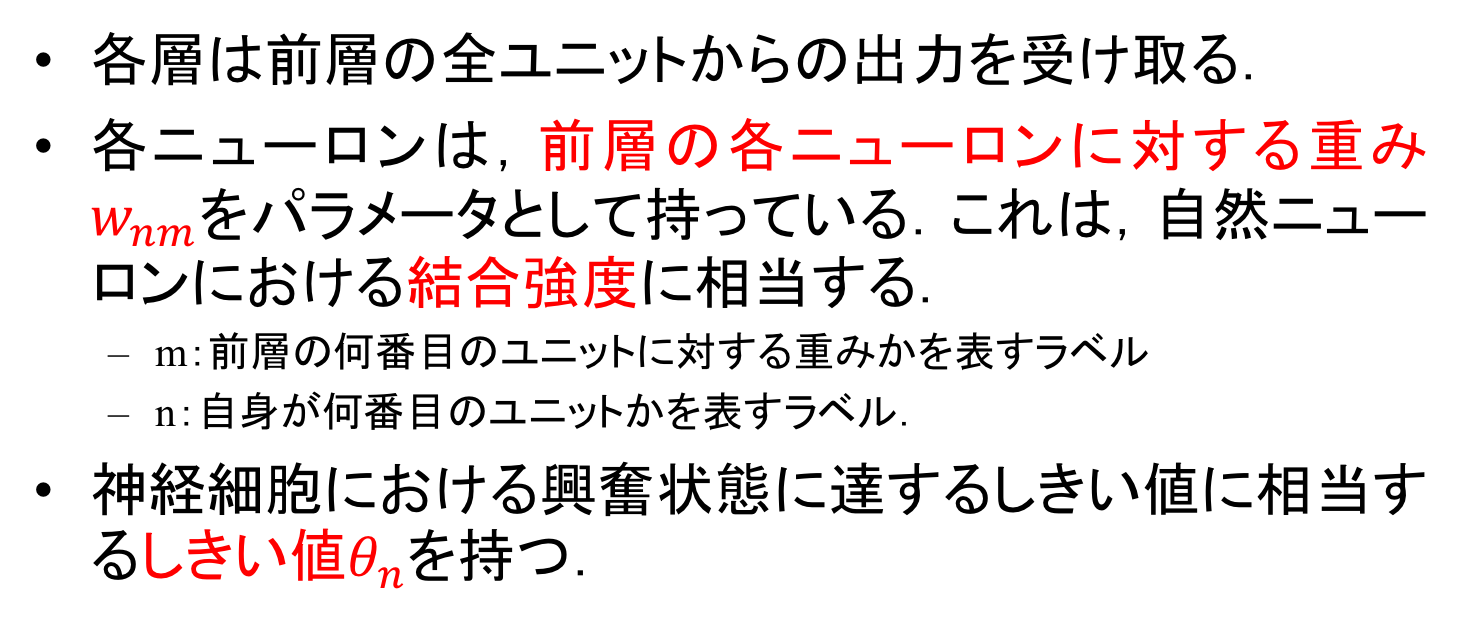 • 各層は前層の全ユニットからの出力を受け取る.
• 各ニューロンは, 前層の各ニューロンに対する重み
w_{nm}をパラメータとして持っている. これは, 自然ニュー
ロンにおける結合強度に相当する.
– m:前層の何番目のユニットに対する重みかを表すラベル
– n:自身が何番目のユニットかを表すラベル.
• 神経細胞における興奮状態に達するしきい値に相当す
るしきい値θ_nを持つ.